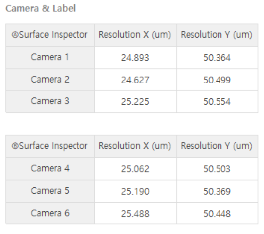 Camera & Label
@Surface Inspector Resolution X (um) Resolution Y (um)
Camera 1 24.893 50.364
Camera 2 24.627 50.499
Camera 3 25.225 50.554
@Surface Inspector Resolution X (um) Resolution Y (um)
Camera 4 25.062 50.503
Camera 5 25.190 50.369
Camera 6 25.488 50.448